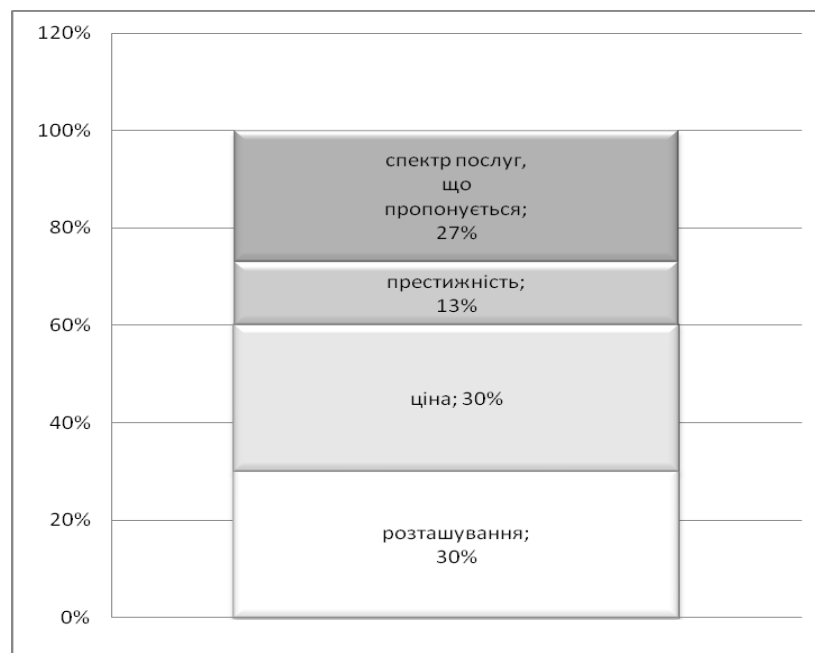 120%
100%
спектр послуг,
що
пропонується;
27%
80%
престижність;
13%
60%
ціна; 30%
40%
розташування;
30%
20%
0%